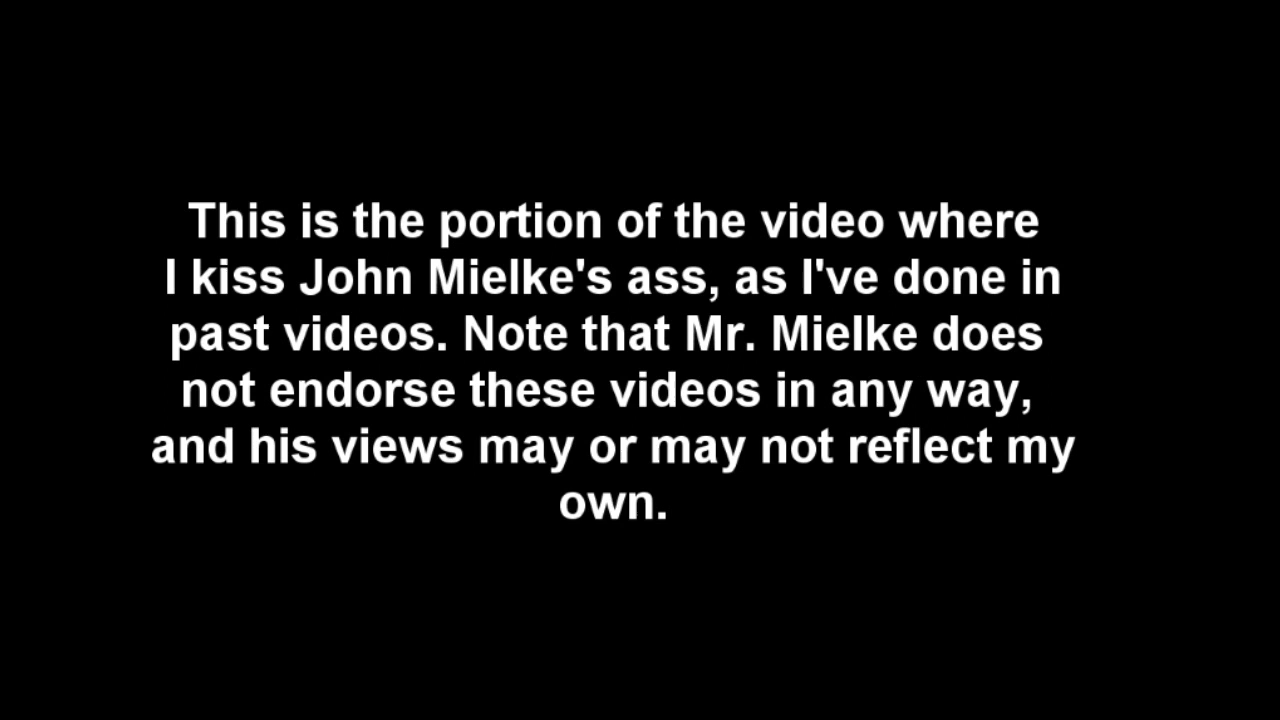 This is the portion of the video where
I kiss John Mielke's ass, as I've done in
past videos. Note that Mr. Mielke does
not endorse these videos in any way,
and his views may or may not reflect my
own.